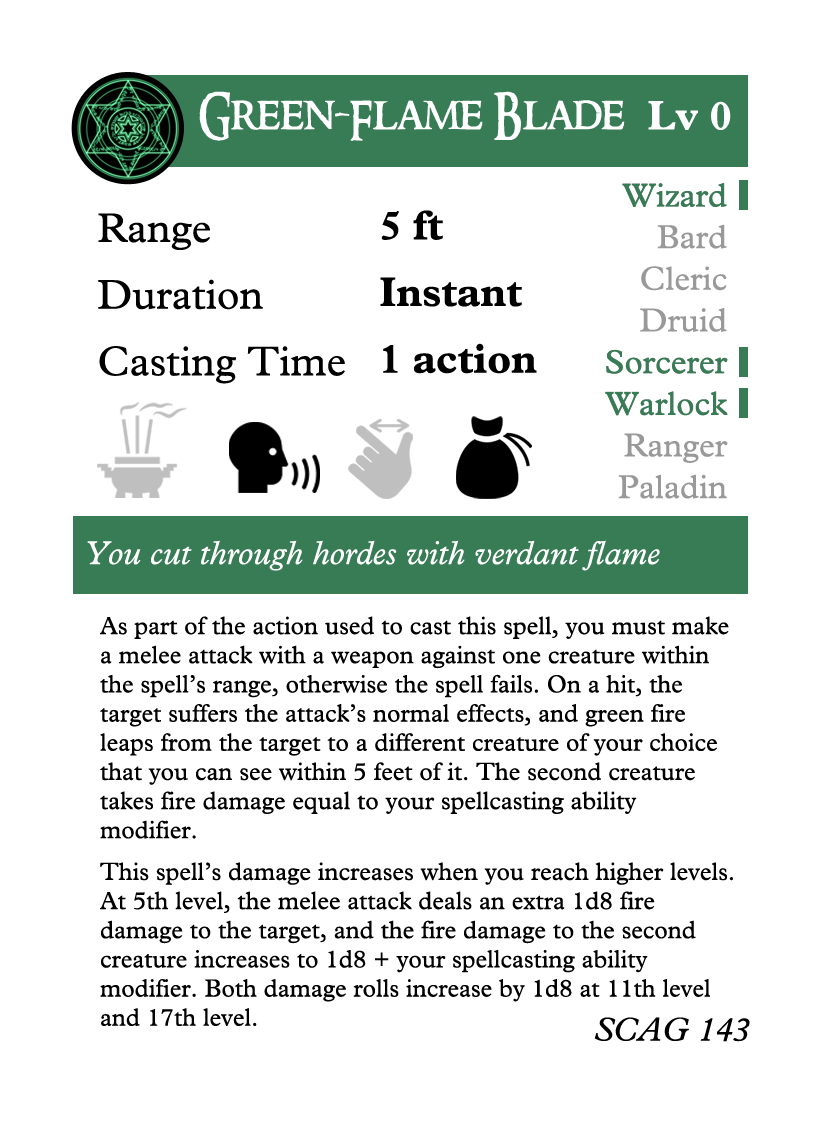 Green-Flame Blade Lv 0
Wizard
Bard
Cleric
Druid
Sorcerer
Warlock
Ranger
Paladin
Range 5 ft
Duration Instant
Casting Time 1 action
You cut through hordes with verdant flame
As part of the action used to cast this spell, you must make
a melee attack with a weapon against one creature within
the spell’s range, otherwise the spell fails. On a hit, the
target suffers the attack’s normal effects, and green fire
leaps from the target to a different creature of your choice
that you can see within 5 feet of it. The second creature
takes fire damage equal to your spellcasting ability
modifier.
This spell’s damage increases when you reach higher levels.
At 5th level, the melee attack deals an extra 1d8 fire
damage to the target, and the fire damage to the second
creature increases to 1d8 + your spellcasting ability
modifier. Both damage rolls increase by 1d8 at 11th level
and 17th level.
SCAG 143